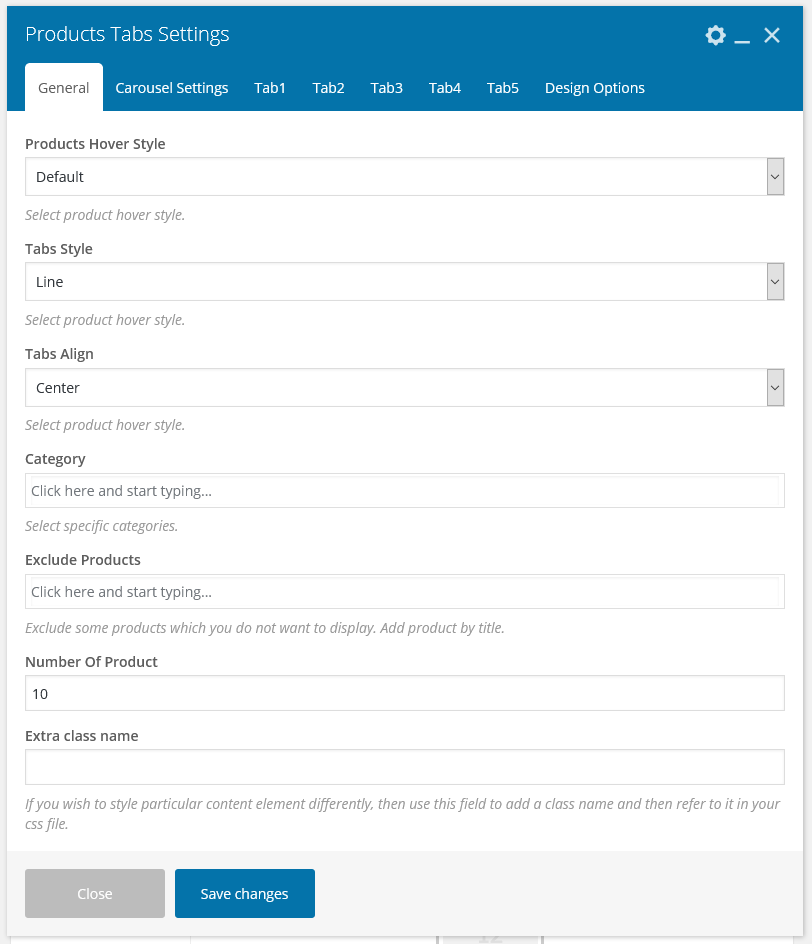 Products Tabs Settings
General Carousel Settings Tab1 Tab2 Tab3 Tab4 Tab5 Design Options
Products Hover Style
Default
Select product hover style.
Tabs Style
Line
Select product hover style.
Tabs Align
Center
Select product hover style.
Category
Click here and start typing...
Select specific categories.
Exclude Products
Click here and start typing...
Exclude some products which you do not want to display. Add product by title.
Number Of Product
10
Extra class name
If you wish to style particular content element differently, then use this field to add a class name and then refer to it in your
css file.
Close Save changes